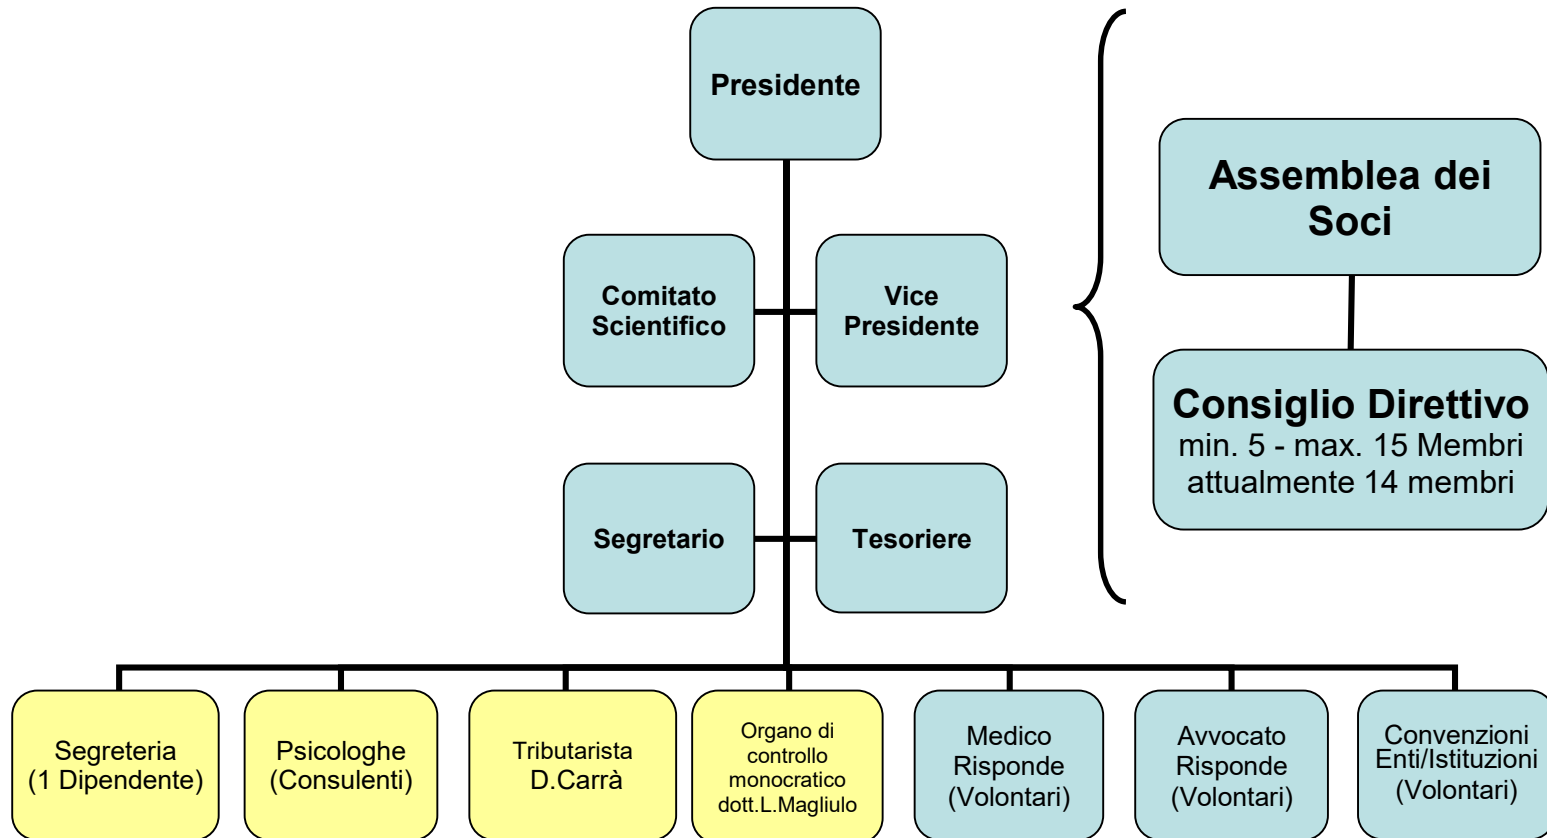 Presidente
Assemblea dei
Soci
Comitato
Scientifico
Vice
Presidente
Consiglio Direttivo
min. 5 - max. 15 Membri
attualmente 14 membri
Segretario
Tesoriere
Segreteria
(1 Dipendente)
Psicologhe
(Consulenti)
Tributarista
D.Carrà
Organo di
controllo
monocratico
dott.L.Magliulo
Medico
Risponde
(Volontari)
Avvocato
Risponde
(Volontari)
Convenzioni
Enti/Istituzioni
(Volontari)